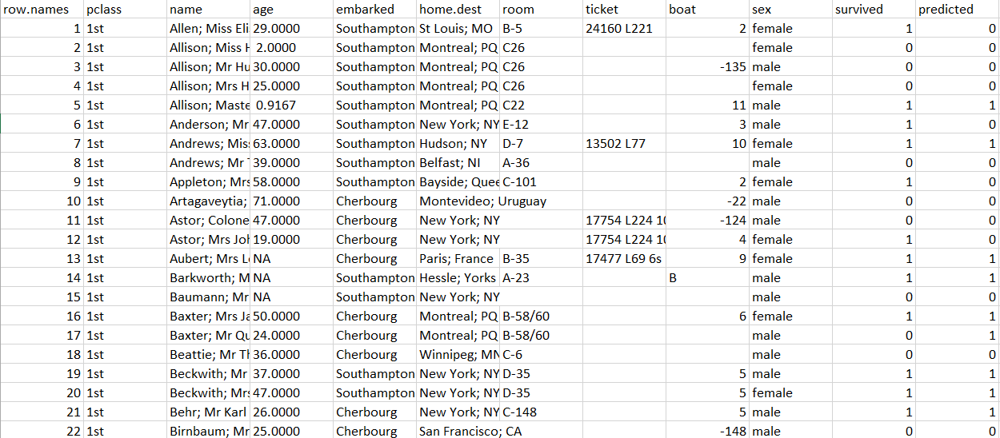 row.names pclass name age embarked home.dest room ticket boat sex survived predicted
1 1st Allen; Miss Eli 29.0000 Southampton St Louis; MO B-5 24160 L221 2 female 1 0
2 1st Allison; Miss H 2.0000 Southampton Montreal; PQ C26 female 0 0
3 1st Allison; Mr Hu 30.0000 Southampton Montreal; PQ C26 -135 male 0 0
4 1st Allison; Mrs H 25.0000 Southampton Montreal; PQ C26 female 0 0
5 1st Allison; Maste 0.9167 Southampton Montreal; PQ C22 11 male 1 1
6 1st Anderson; Mr 47.0000 Southampton New York; NY E-12 3 male 1 0
7 1st Andrews; Miss 63.0000 Southampton Hudson; NY D-7 13502 L77 10 female 1 1
8 1st Andrews; Mr T 39.0000 Southampton Belfast; NI A-36 male 0 0
9 1st Appleton; Mrs 58.0000 Southampton Bayside; Quee C-101 2 female 1 0
10 1st Artagaveytia; 71.0000 Cherbourg Montevideo; Uruguay -22 male 0 0
11 1st Astor; Colone 47.0000 Cherbourg New York; NY 17754 L224 10 -124 male 0 0
12 1st Astor; Mrs Joh 19.0000 Cherbourg New York; NY 17754 L224 10 4 female 1 0
13 1st Aubert; Mrs Le NA Cherbourg Paris; France B-35 17477 L69 6s 9 female 1 1
14 1st Barkworth; M NA Southampton Hessle; Yorks A-23 B male 1 1
15 1st Baumann; Mr NA Southampton New York; NY male 0 0
16 1st Baxter; Mrs Ja 50.0000 Cherbourg Montreal; PQ B-58/60 6 female 1 1
17 1st Baxter; Mr Qu 24.0000 Cherbourg Montreal; PQ B-58/60 male 0 1
18 1st Beattie; Mr Th 36.0000 Cherbourg Winnipeg; MN C-6 male 0 0
19 1st Beckwith; Mr 37.0000 Southampton New York; NY D-35 5 male 1 1
20 1st Beckwith; Mrs 47.0000 Southampton New York; NY D-35 5 female 1 1
21 1st Behr; Mr Karl 26.0000 Cherbourg New York; NY C-148 5 male 1 1
22 1st Birnbaum; Mr 25.0000 Cherbourg San Francisco; CA -148 male 0 0